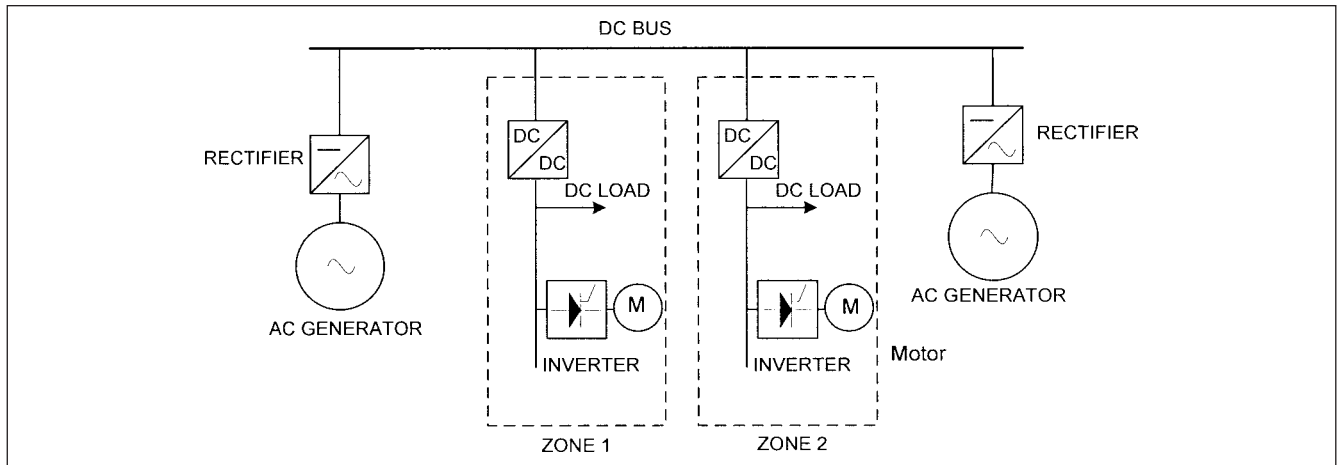 DC BUS
RECTIFIER
AC GENERATOR
DC
DC
DC LOAD
M
INVERTER
ZONE 1
DC
DC
DC LOAD
M
INVERTER
Motor
ZONE 2
RECTIFIER
AC GENERATOR